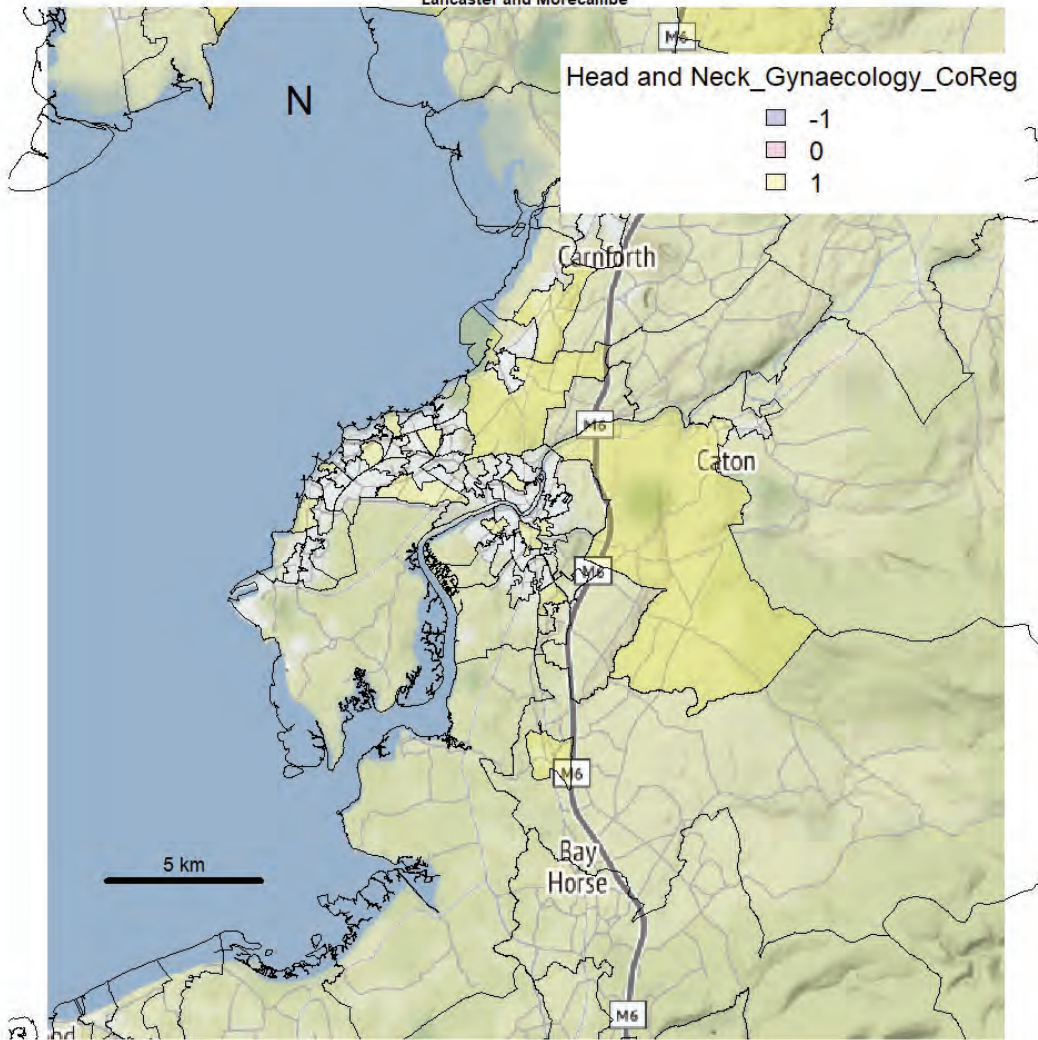 Lancaster and Morecambe
M6
N
Head and Neck_Gynaecology_CoReg
-1
0
1
Carnforth
M6
Caton
M6
M6
5 km
Bay
Horse
M6